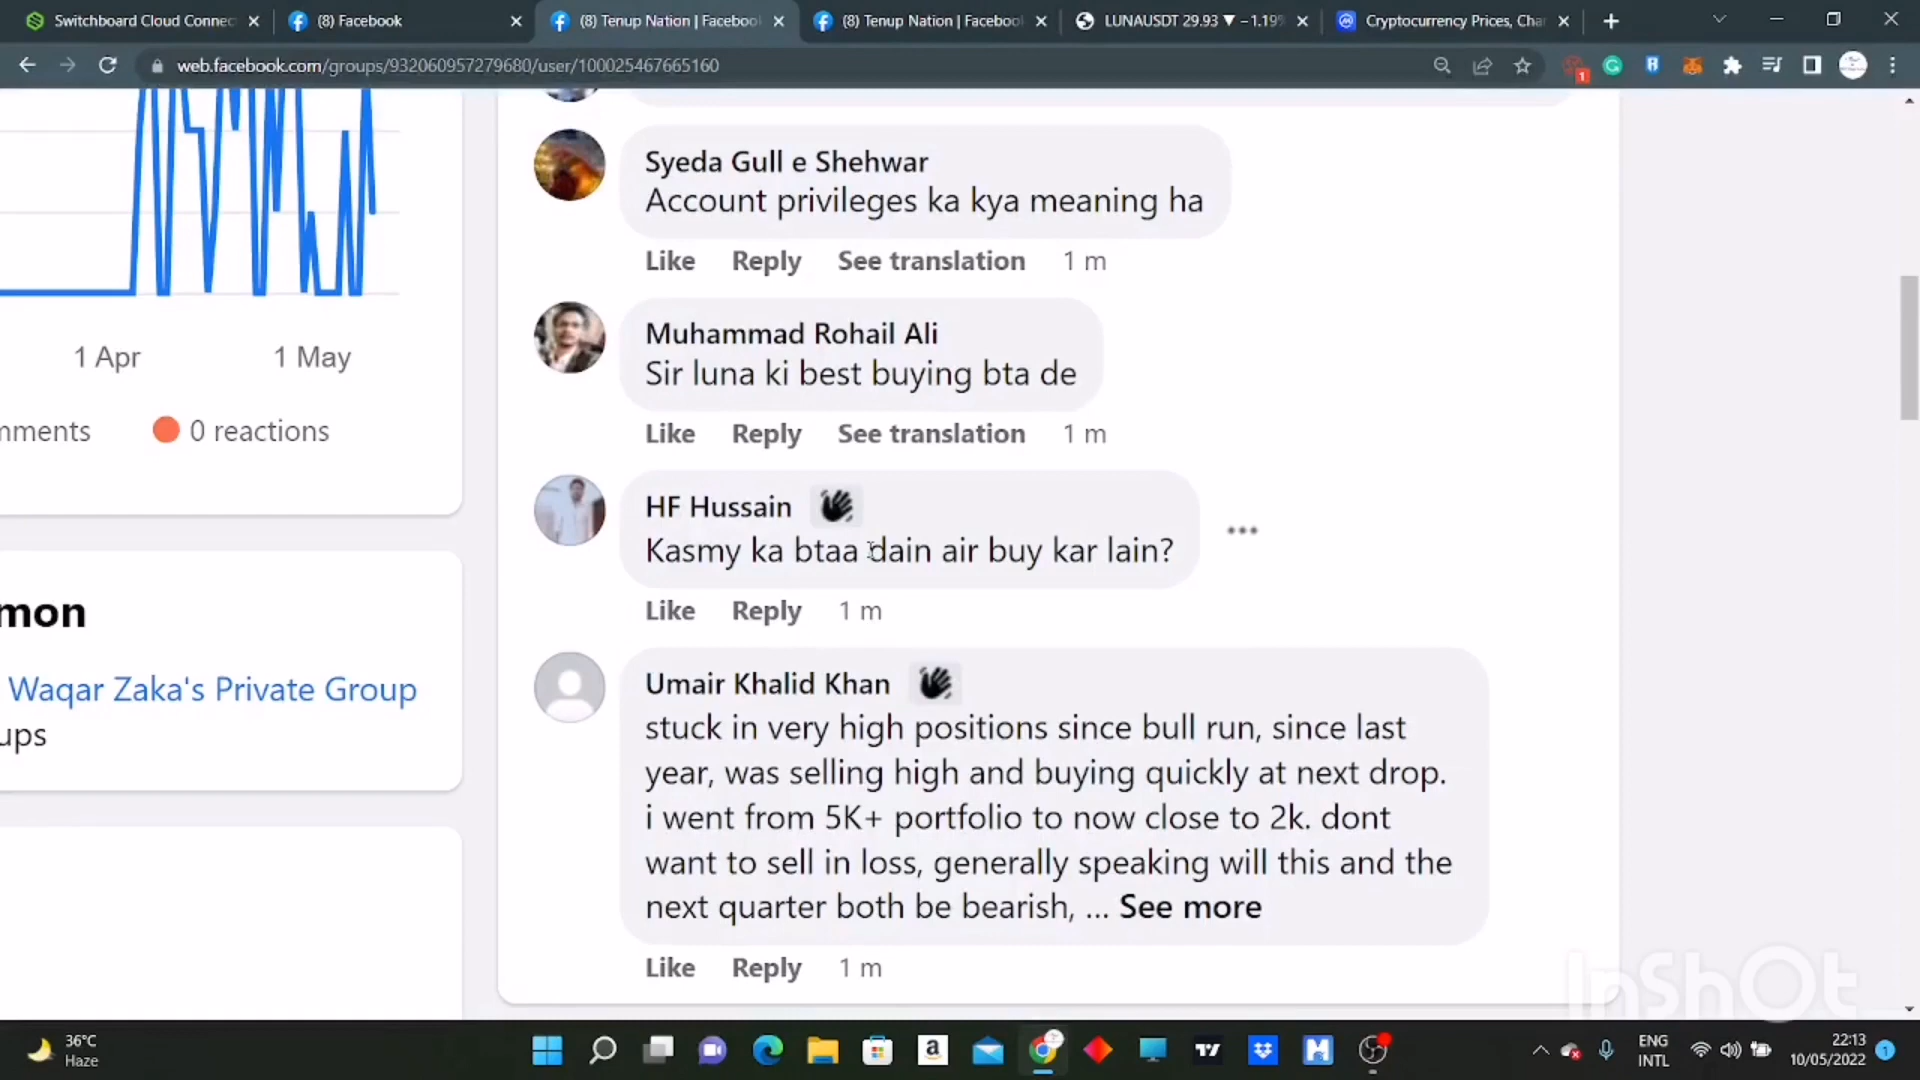 Switchboard Cloud Connec
(8) Facebook
(8) Tenup Nation | Facebook
(8) Tenup Nation | Facebook
LUNAUSDT 29.93 ▼ −1.19%
Cryptocurrency Prices, Cha
web.facebook.com/groups/932060957279680/user/100025467665160
1
Syeda Gull e Shehwar
Account privileges ka kya meaning ha
Like Reply See translation 1 m
1 Apr 1 May
Muhammad Rohail Ali
Sir luna ki best buying bta de
Like Reply See translation 1 m
mments 0 reactions
HF Hussain
Kasmy ka btaa dain air buy kar lain?
Like Reply 1 m
mon
Waqar Zaka's Private Group
ups
Umair Khalid Khan
stuck in very high positions since bull run, since last
year, was selling high and buying quickly at next drop.
i went from 5K+ portfolio to now close to 2k. dont
want to sell in loss, generally speaking will this and the
next quarter both be bearish, ... See more
Like Reply 1 m
InShOt
36°C
Haze
ENG
INTL
22:13
10/05/2022
1